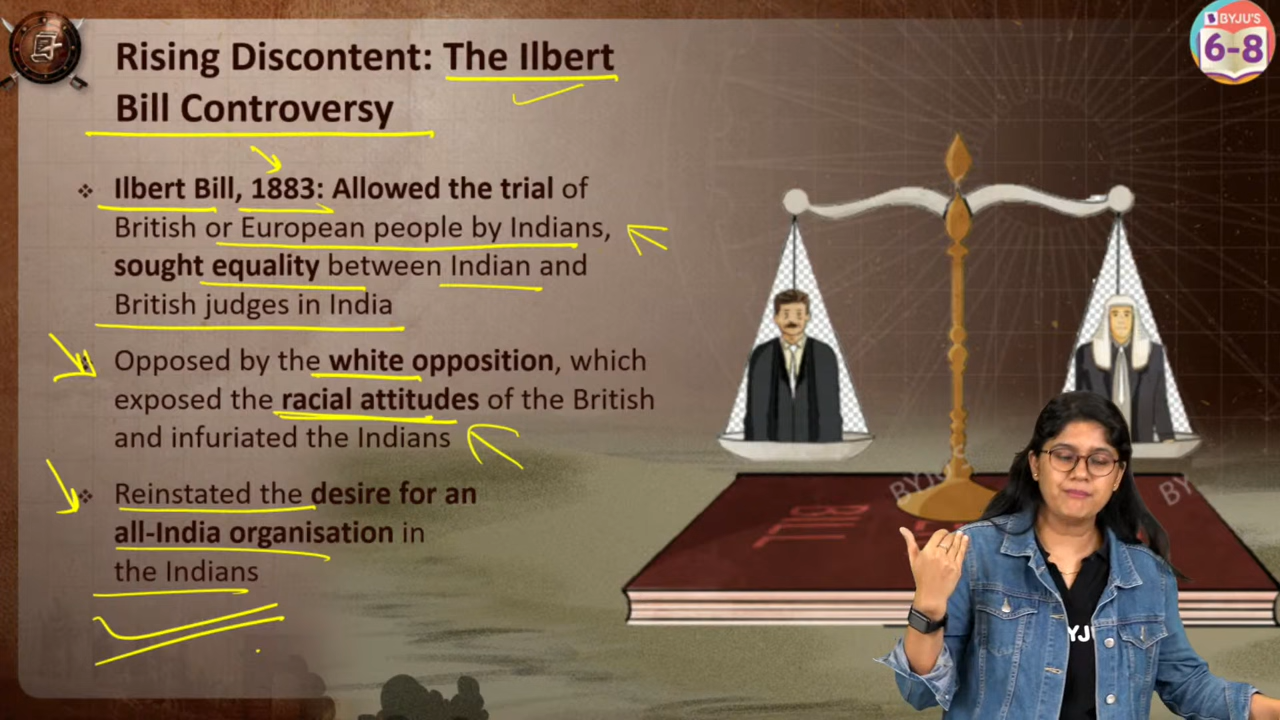 BYJU'S
6-8
Rising Discontent: The Ilbert
Bill Controversy
❖ Ilbert Bill, 1883: Allowed the trial of
British or European people by Indians,
sought equality between Indian and
British judges in India
Opposed by the white opposition, which
exposed the racial attitudes of the British
and infuriated the Indians
❖ Reinstated the desire for an
all-India organisation in
the Indians
BILL
BYJU'S
BY
YJU